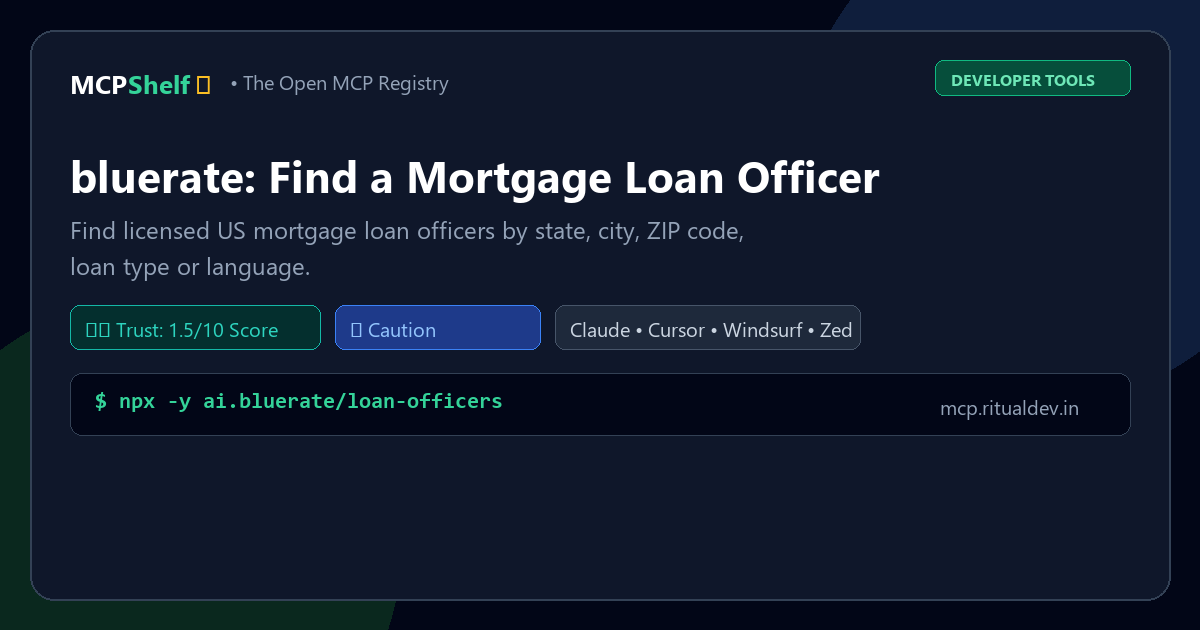 MCPShelf • The Open MCP Registry
DEVELOPER TOOLS
bluerate: Find a Mortgage Loan Officer
Find licensed US mortgage loan officers by state, city, ZIP code,
loan type or language.
Trust: 1.5/10 Score
Caution
Claude • Cursor • Windsurf • Zed
$ npx -y ai.bluerate/loan-officers
mcp.ritualdev.in